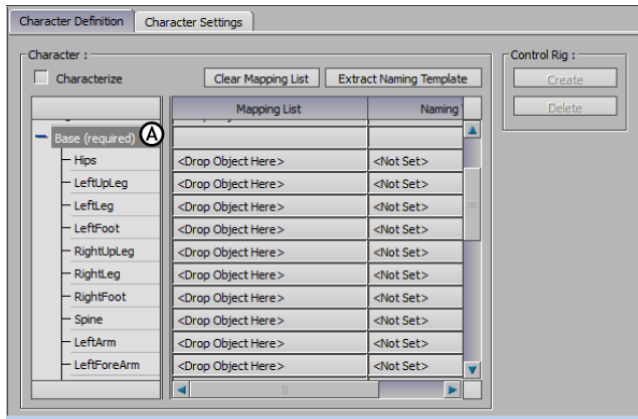 Character Definition Character Settings
Character : Control Rig :
Characterize Clear Mapping List Extract Naming Template Create
Mapping List Naming Delete
Base (required) A
Hips <Drop Object Here> <Not Set>
LeftUpLeg <Drop Object Here> <Not Set>
LeftLeg <Drop Object Here> <Not Set>
LeftFoot <Drop Object Here> <Not Set>
RightUpLeg <Drop Object Here> <Not Set>
RightLeg <Drop Object Here> <Not Set>
RightFoot <Drop Object Here> <Not Set>
Spine <Drop Object Here> <Not Set>
LeftArm <Drop Object Here> <Not Set>
LeftForeArm <Drop Object Here> <Not Set>